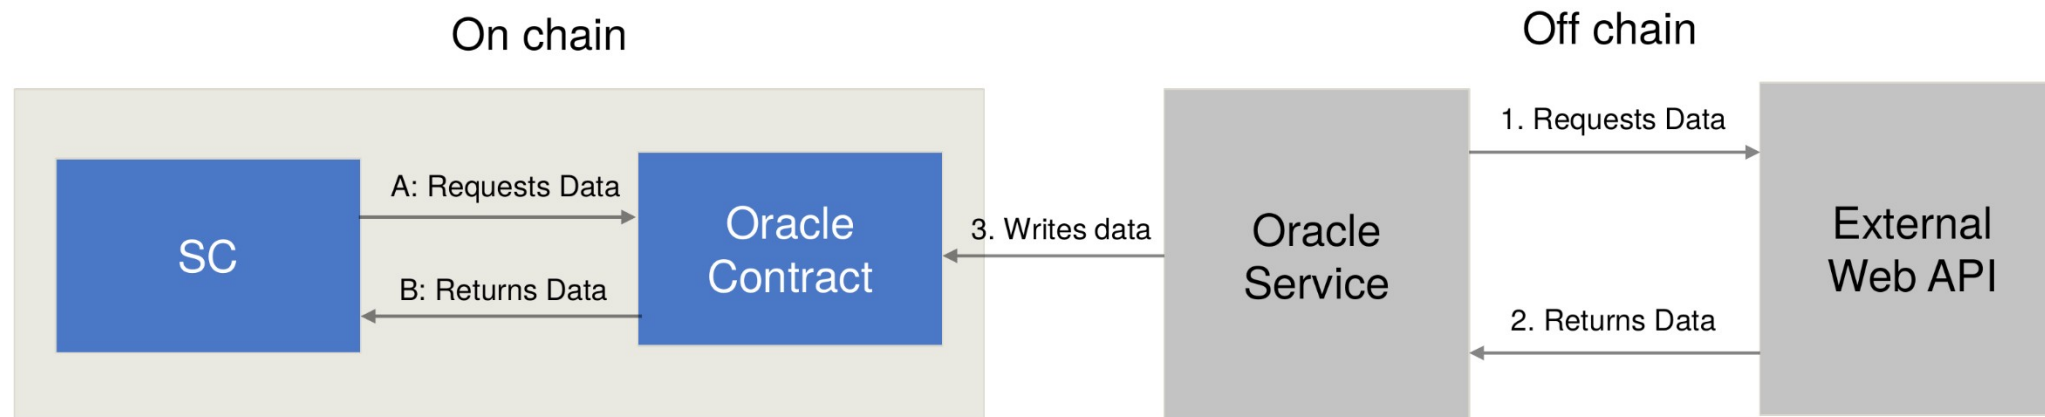 On chain
Off chain
SC
A: Requests Data
B: Returns Data
Oracle
Contract
3. Writes data
Oracle
Service
1. Requests Data
2. Returns Data
External
Web API